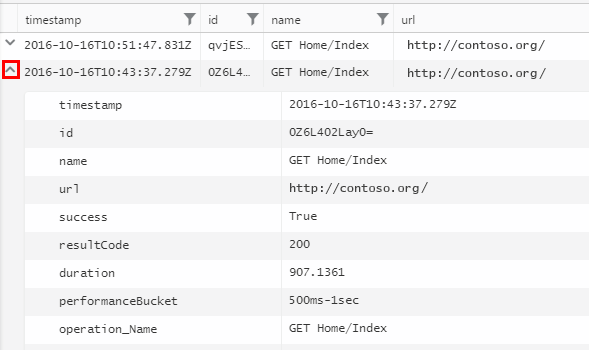 timestamp id name url
2016-10-16T10:51:47.831Z qvjES... GET Home/Index http://contoso.org/
2016-10-16T10:43:37.279Z 0Z6L4... GET Home/Index http://contoso.org/
timestamp 2016-10-16T10:43:37.279Z
id 0Z6L402Lay0=
name GET Home/Index
url http://contoso.org/
success True
resultCode 200
duration 907.1361
performanceBucket 500ms-1sec
operation_Name GET Home/Index